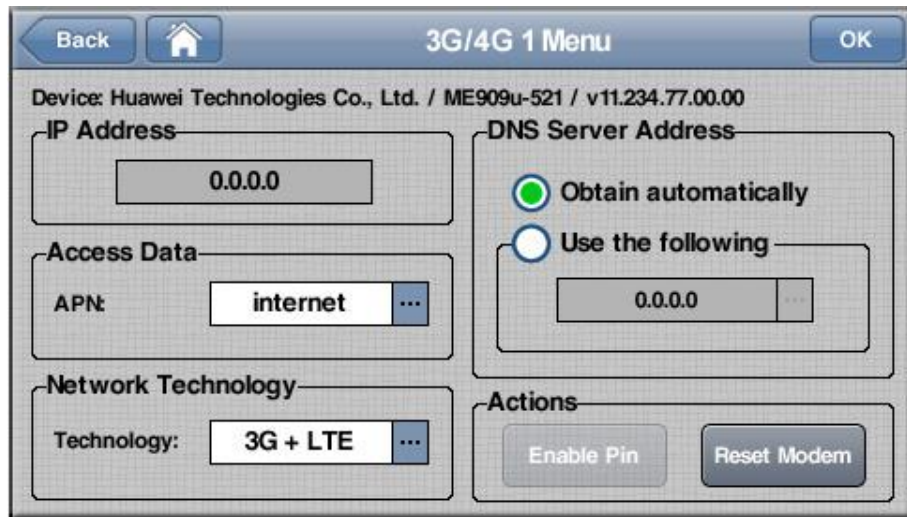 Back
3G/4G 1 Menu
OK
Device: Huawei Technologies Co., Ltd. / ME909u-521 / v11.234.77.00.00
IP Address
0.0.0.0
Access Data
APN:
internet
...
Network Technology
Technology:
3G + LTE
...
DNS Server Address
Obtain automatically
Use the following
0.0.0.0
...
Actions
Enable Pin
Reset Modem